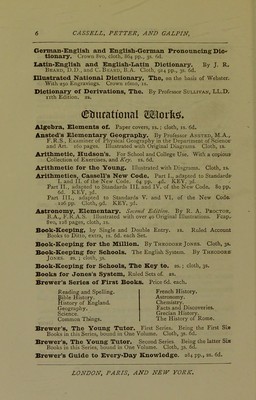 6 CASSELL, PETTER, AND GALPIN,
German-English and English-German Pronouncing Dictionary. Crown 8vo, cloth, 864 pp., 3s. 6d.
Latin-English and English-Latin Dictionary. By J. R.
BEARD, D.D., and C. BEARD, B.A. Cloth, 914 pp., 3s. 6d.
Illustrated National Dictionary, The, on the basis of Webster.
With 250 Engravings. Crown 16mo, 1s.
Dictionary of Derivations, The. By Professor SULLIVAN, LL.D.
11th Edition. 2s.
Educational Works.
Algebra, Elements of. Paper covers, 1s. ; cloth, 1s. 6d.
Ansted's Elementary Geography. By Professor ANSTED, M.A.,
F.R.S., Examiner of Physical Geography in the Department of Science
and Art. 160 pages. Illustrated with Original Diagrams Cloth, 1s.
Arithmetic, Hudson's. For School and College Use. With a copious
Collection of Exercises, and Key. 1s. 6d.
Arithmetic for the Young. Illustrated with Diagrams. Cloth, 1s.
Arithmetics, Cassell's New Code. Part I., adapted to Standards
I. and II. of the New Code. 64 pp. 4d. KEY, 3d.
Part II., adapted to Standards III. and IV. of the New Code. 80 pp.
6d. KEY, 3d.
Part III., adapted to Standards V. and VI. of the New Code.
Cloth, 9d. KEY, 3d.
Astronomy, Elementary. Second Edition. By R. A. PROCTOR,
B.A., F.R.A.S. Illustrated with over 40 Original Illustrations. Fcap.
8vo, 128 pages, cloth, 1s.
Book-Keeping, by Single and Double Entry. 1s. Ruled Account
Books to Ditto, extra, 1s. 6d. each Set.
Book-Keeping for the Million. By THEODORE JONES. Cloth, 3s.
Book-Keeping for Schools. The English System. By THEODORE
JONES. 2s. ; cloth, 3s.
Book-Keeping for Schools, The Key to. 2s. ; cloth, 3s.
Books for Jones's System, Ruled Sets of. 2s.
Brewer's Series of First Books. Price 6d. each.
Reading and Spelling.
Bible History.
History of England.
Geography.
Science.
Common Things.
French History.
Astronomy.
Chemistry.
Facts and Discoveries.
Grecian History.
The History of Rome.
Brewer's, The Young Tutor. First Series. Being the First Six
Books in this Series, bound in One Volume. Cloth, 3s. 6d.
Brewer's, The Young Tutor. Second Series. Being the latter Six
Books in this Series, bound in One Volume. Cloth, 3s. 6d.
Brewer's Guide to Every-Day Knowledge. 264 pp., 2s. 6d.
LONDON, PARIS, AND NEW YORK.